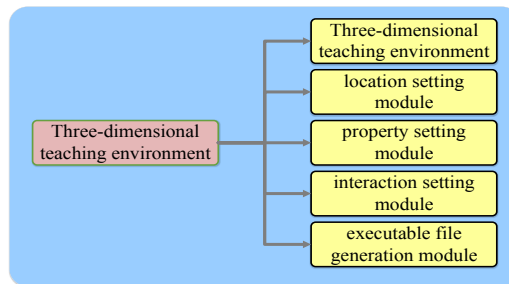 Three-dimensional
teaching environment
location setting
module
Three-dimensional
teaching environment
property setting
module
interaction setting
module
executable file
generation module